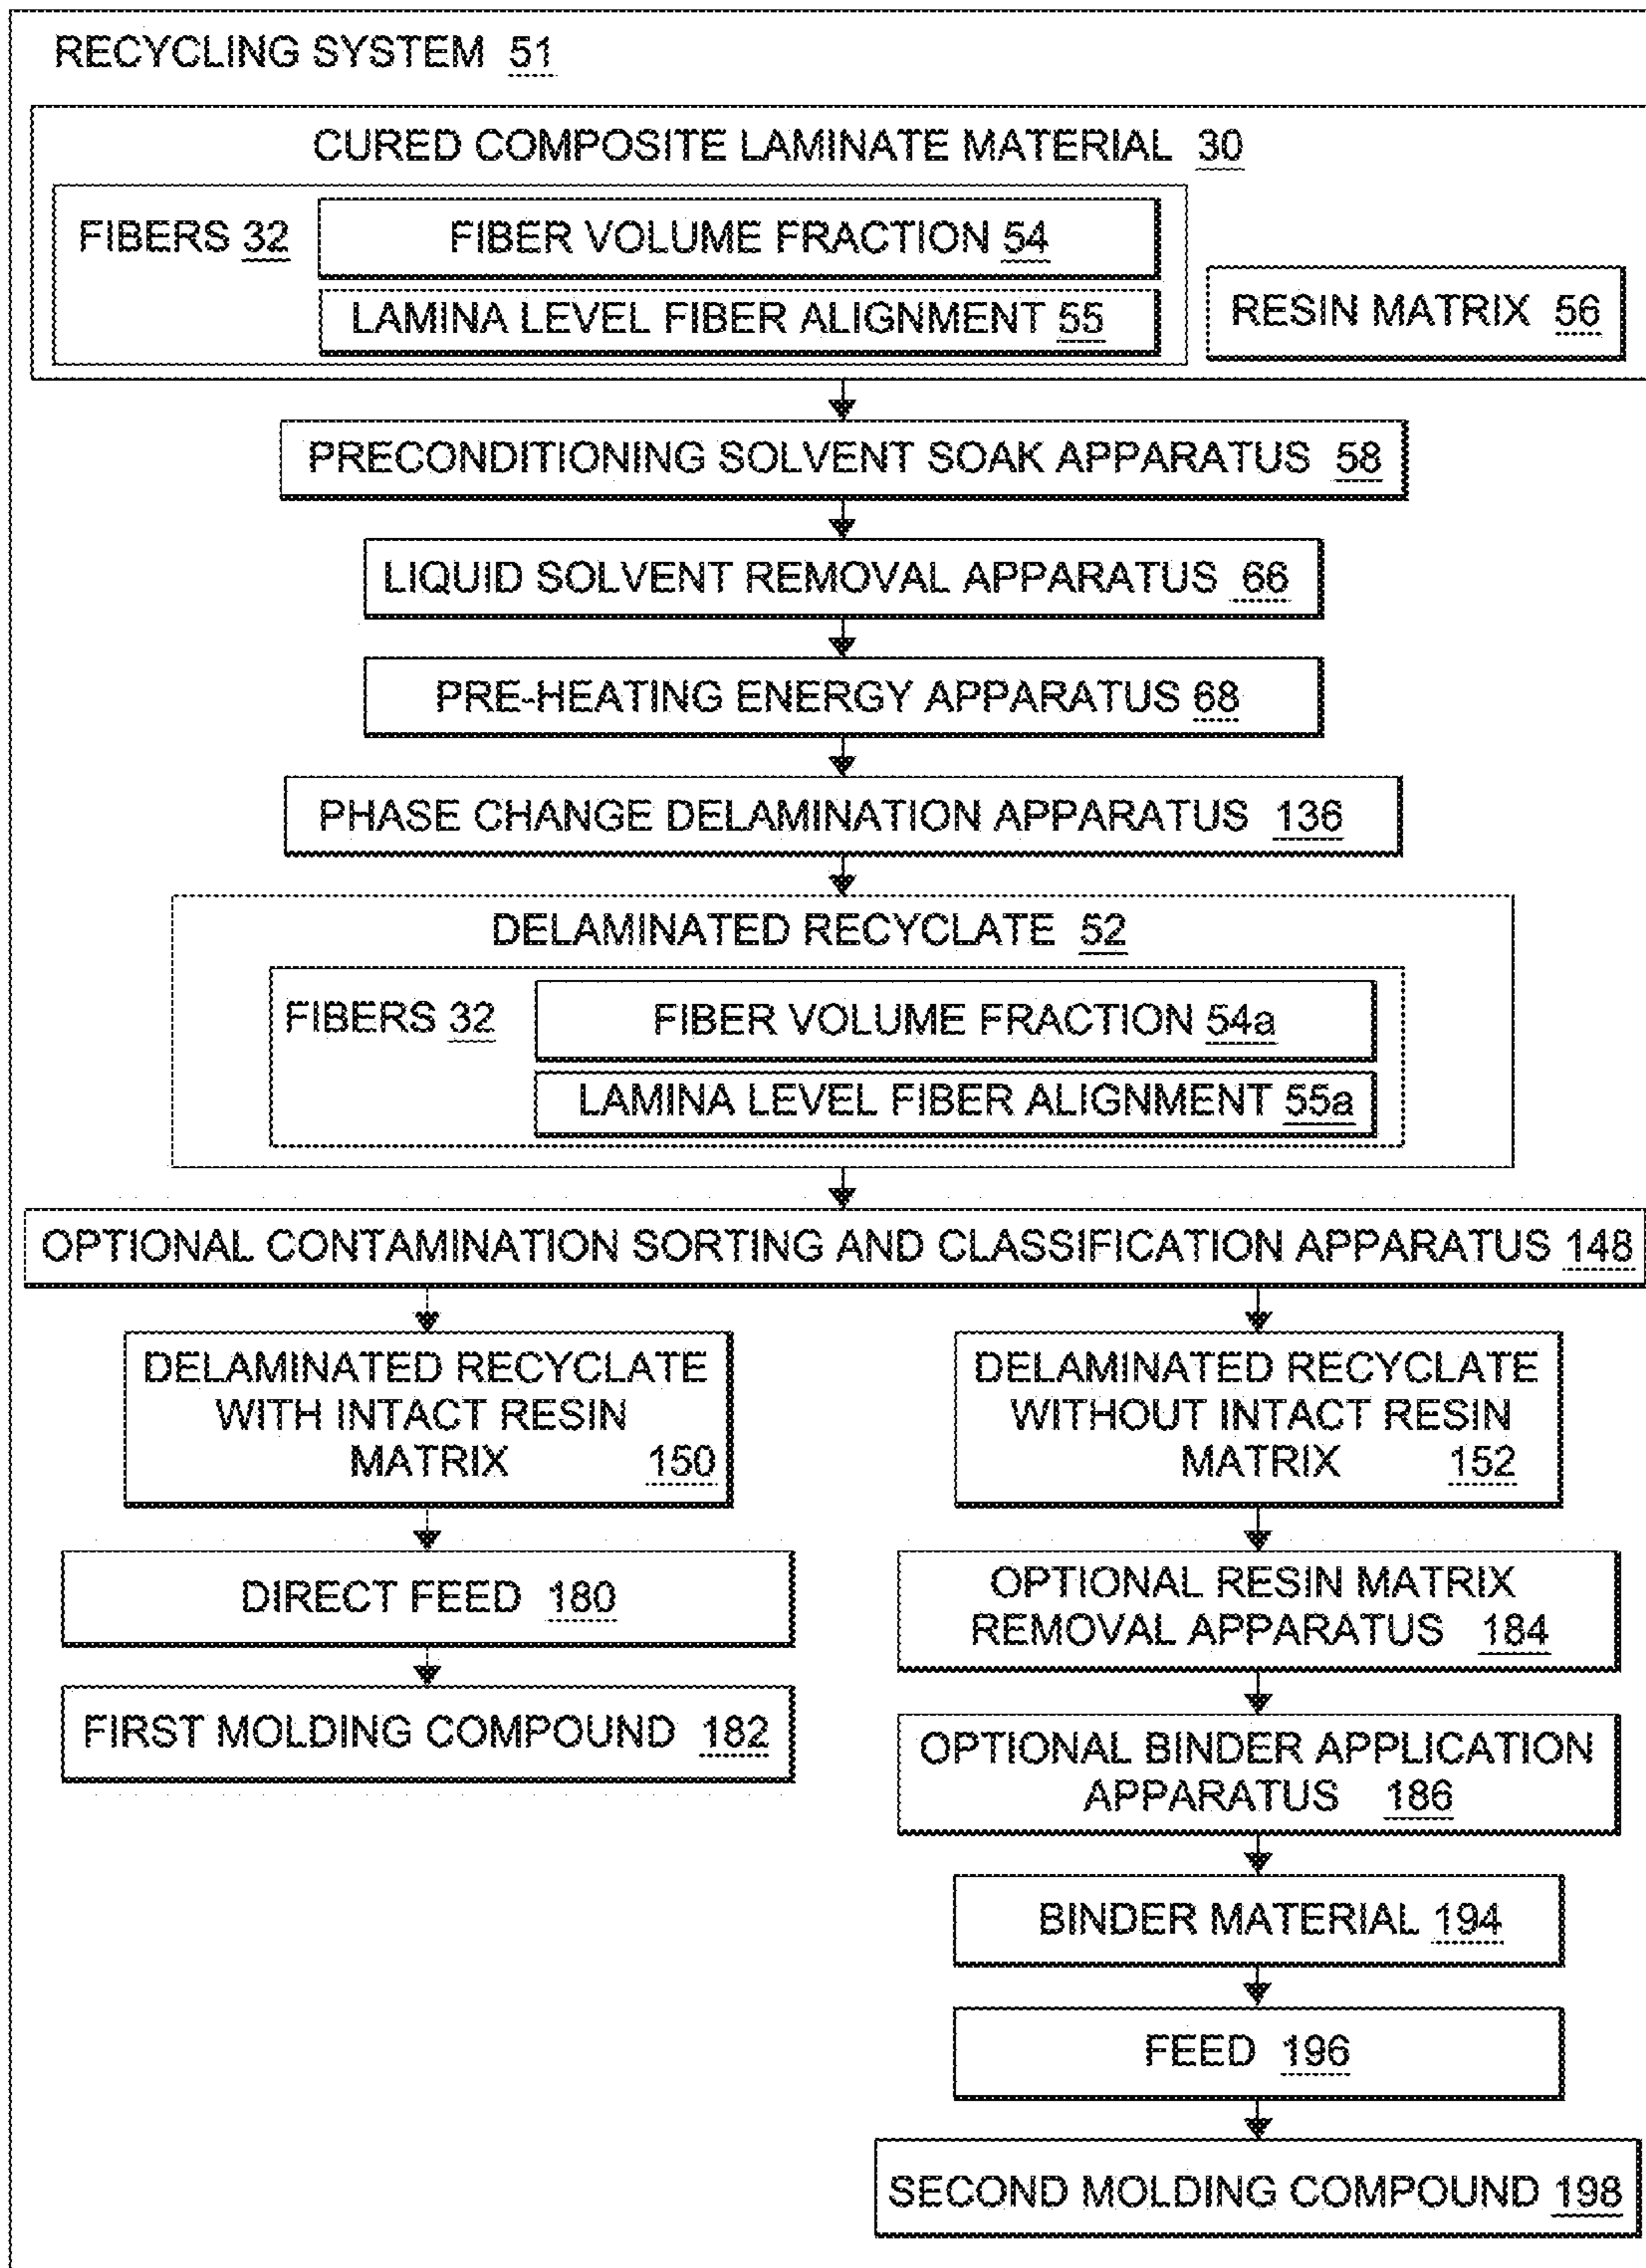 RECYCLING SYSTEM 51
CURED COMPOSITE LAMINATE MATERIAL 30
FIBERS 32
FIBER VOLUME FRACTION 54
LAMINA LEVEL FIBER ALIGNMENT 55
RESIN MATRIX 56
PRECONDITIONING SOLVENT SOAK APPARATUS 58
LIQUID SOLVENT REMOVAL APPARATUS 66
PRE-HEATING ENERGY APPARATUS 68
PHASE CHANGE DELAMINATION APPARATUS 136
DELAMINATED RECYCLATE 52
FIBERS 32
FIBER VOLUME FRACTION 54a
LAMINA LEVEL FIBER ALIGNMENT 55a
OPTIONAL CONTAMINATION SORTING AND CLASSIFICATION APPARATUS 148
DELAMINATED RECYCLATE
WITH INTACT RESIN
MATRIX 150
DIRECT FEED 180
FIRST MOLDING COMPOUND 182
DELAMINATED RECYCLATE
WITHOUT INTACT RESIN
MATRIX 152
OPTIONAL RESIN MATRIX
REMOVAL APPARATUS 184
OPTIONAL BINDER APPLICATION
APPARATUS 186
BINDER MATERIAL 194
FEED 196
SECOND MOLDING COMPOUND 198